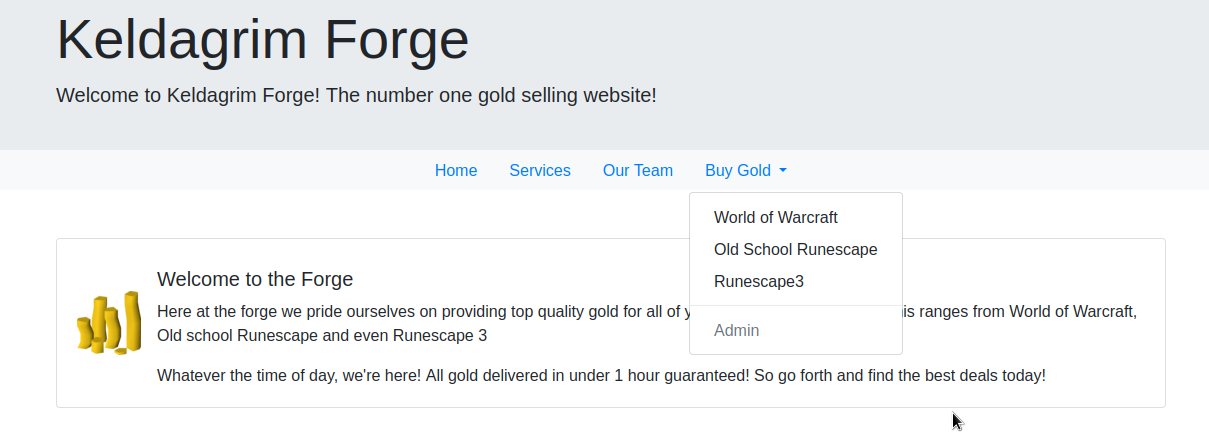 Keldagrim Forge
Welcome to Keldagrim Forge! The number one gold selling website!
Home Services Our Team Buy Gold
World of Warcraft
Old School Runescape
Runescape3
Admin
Welcome to the Forge
Here at the forge we pride ourselves on providing top quality gold for all of ranges from World of Warcraft,
Old school Runescape and even Runescape 3
Whatever the time of day, we're here! All gold delivered in under 1 hour guaranteed! So go forth and find the best deals today!